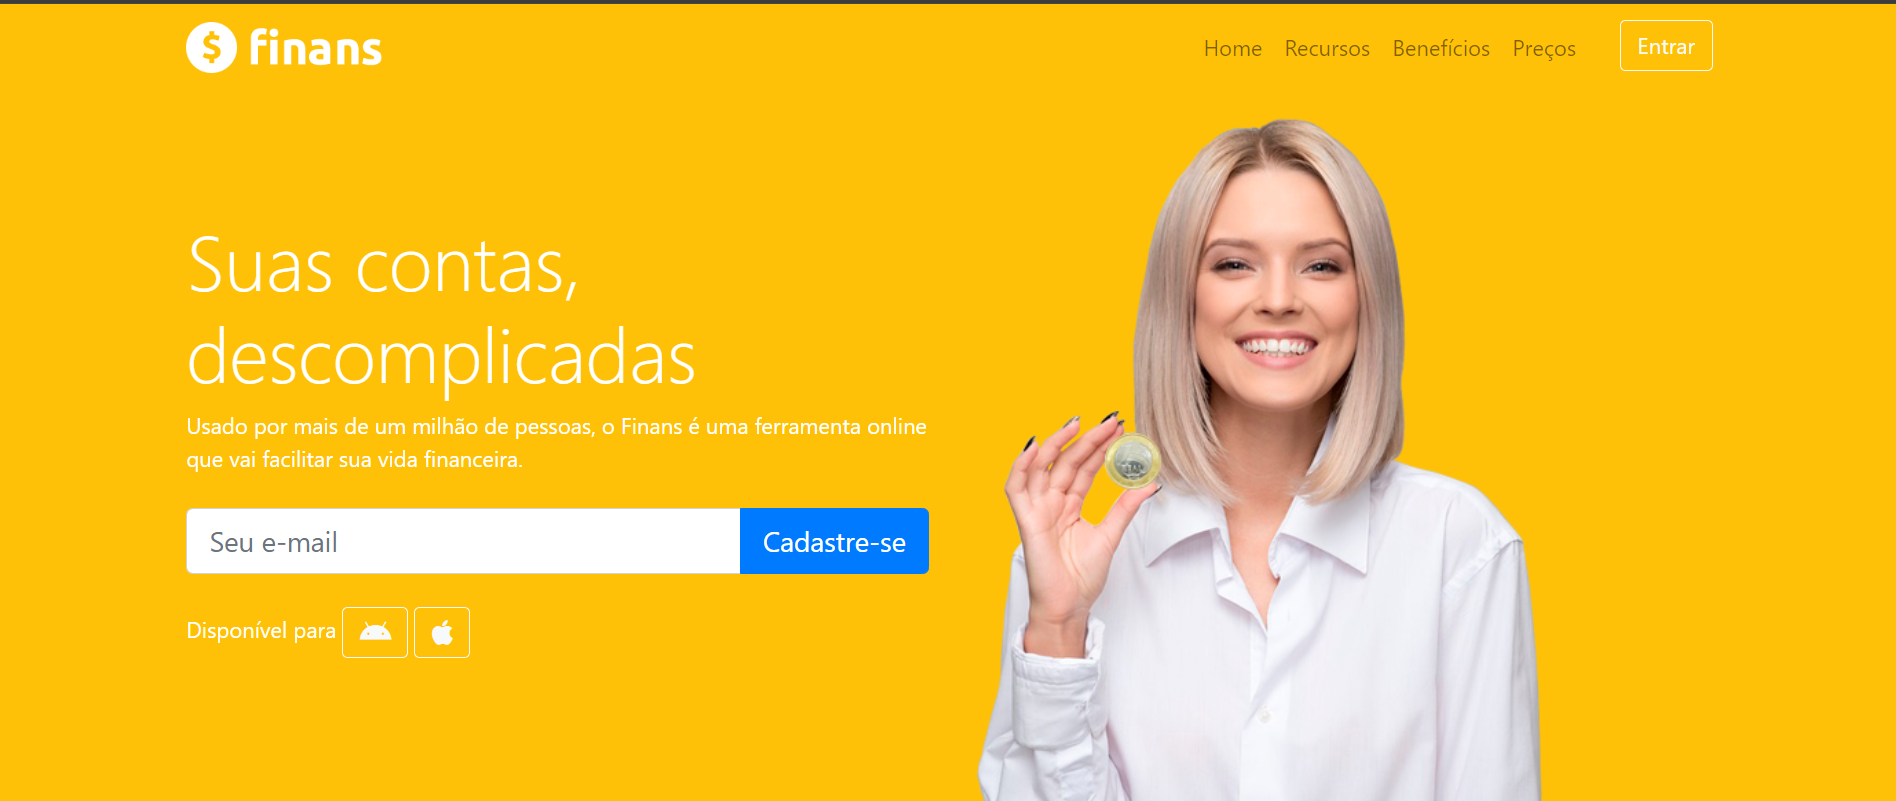 finans
Home Recursos Benefícios Preços Entrar
Suas contas,
descomplicadas
Usado por mais de um milhão de pessoas, o Finans é uma ferramenta online
que vai facilitar sua vida financeira.
Seu e-mail Cadastre-se
Disponível para